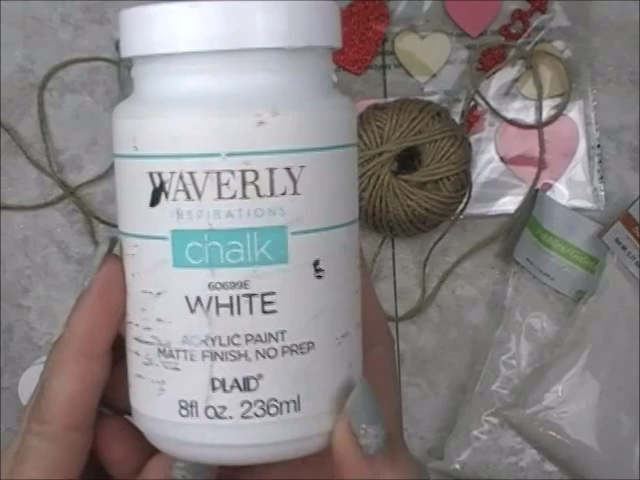 WAVERLY
INSPIRATIONS
chalk
60699E
WHITE
ACRYLIC PAINT
MATTE FINISH, NO PREP
PLAID®
8fl oz. 236ml